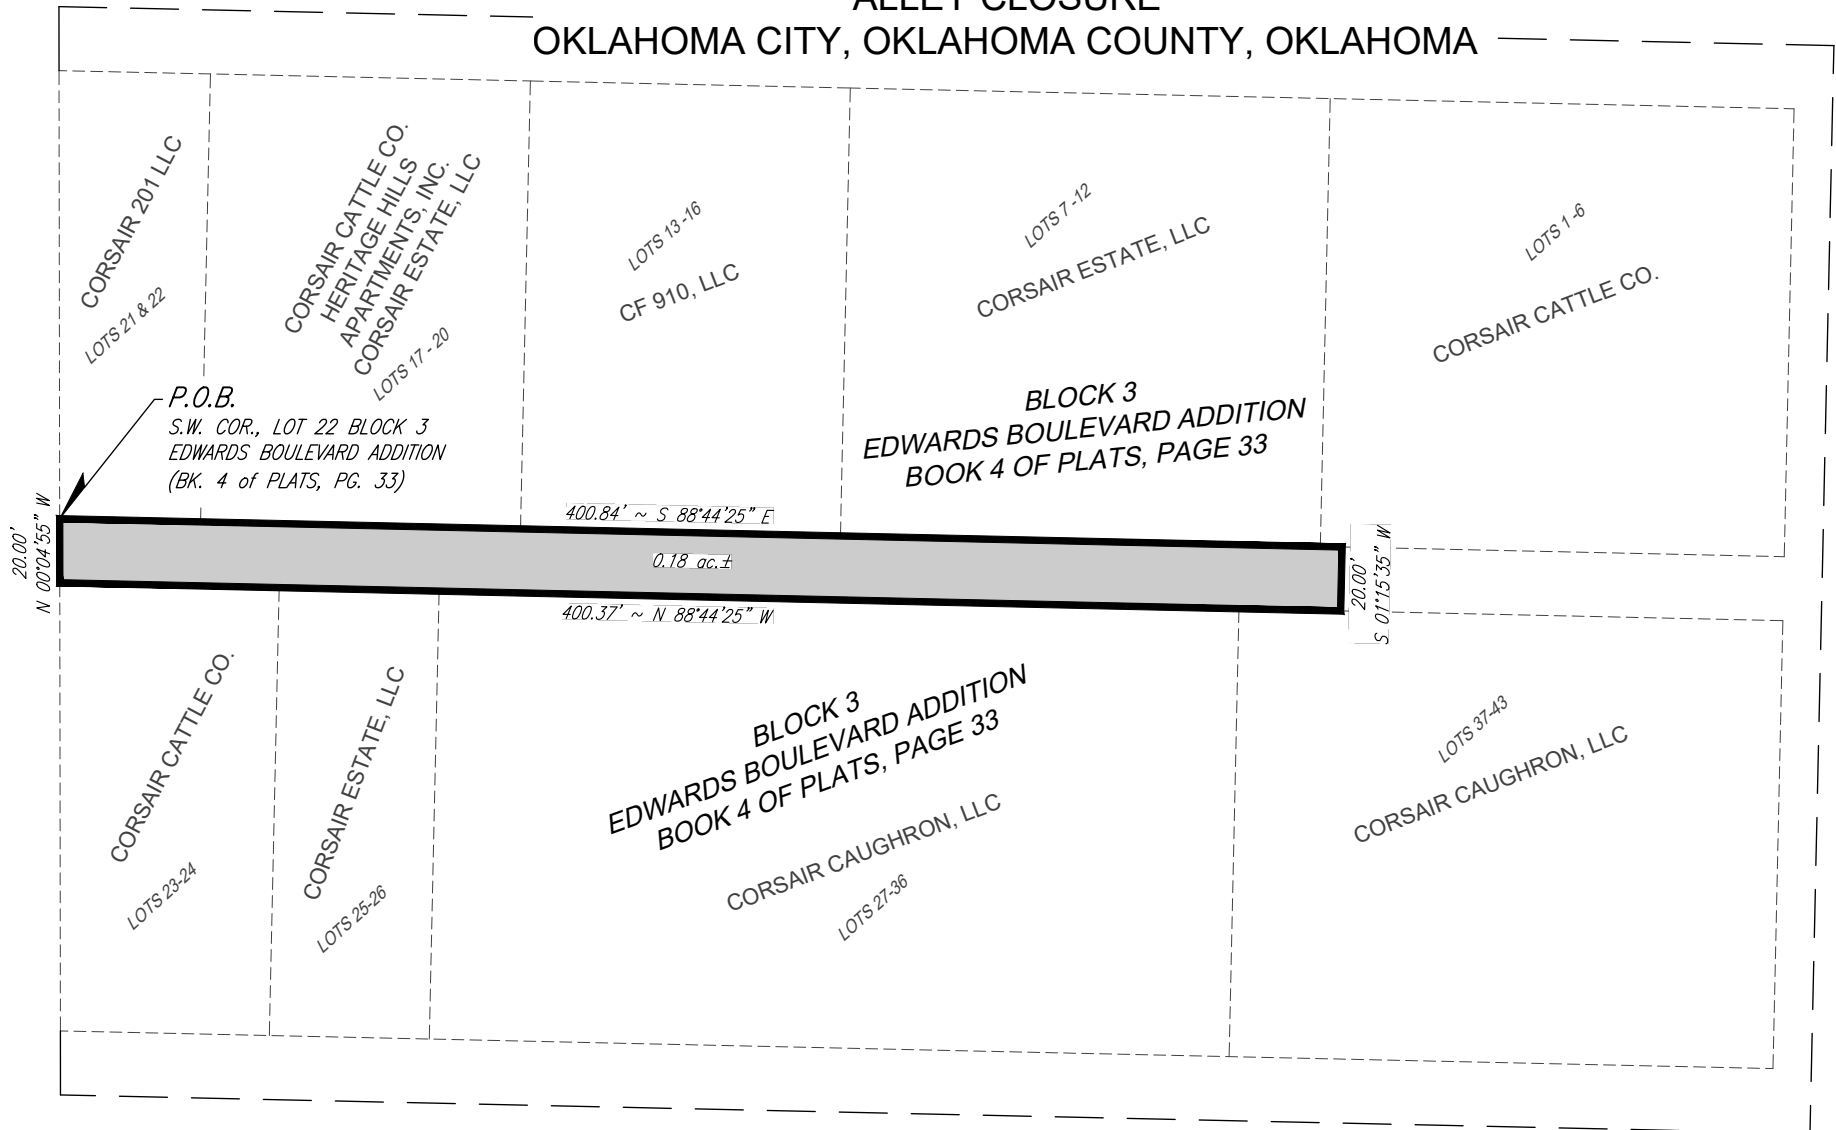 ALLEY CLOSURE
OKLAHOMA CITY, OKLAHOMA COUNTY, OKLAHOMA
CORSAIR 201 LLC
LOTS 21 & 22
CORSAIR CATTLE CO.
HERITAGE HILLS
APARTMENTS, INC.
CORSAIR ESTATE, LLC
LOTS 17 - 20
LOTS 13 -16
CF 910, LLC
LOTS 7 -12
CORSAIR ESTATE, LLC
LOTS 1 -6
CORSAIR CATTLE CO.
BLOCK 3
EDWARDS BOULEVARD ADDITION
BOOK 4 OF PLATS, PAGE 33
P.O.B.
S.W. COR., LOT 22 BLOCK 3
EDWARDS BOULEVARD ADDITION
(BK. 4 of PLATS, PG. 33)
20.00'
N 00°04'55" W
400.84' ~ S 88°44'25" E
0.18 ac.±
400.37' ~ N 88°44'25" W
20.00'
S 01°15'35" W
CORSAIR CATTLE CO.
LOTS 23-24
CORSAIR ESTATE, LLC
LOTS 25-26
BLOCK 3
EDWARDS BOULEVARD ADDITION
BOOK 4 OF PLATS, PAGE 33
CORSAIR CAUGHRON, LLC
LOTS 27-36
LOTS 37-43
CORSAIR CAUGHRON, LLC